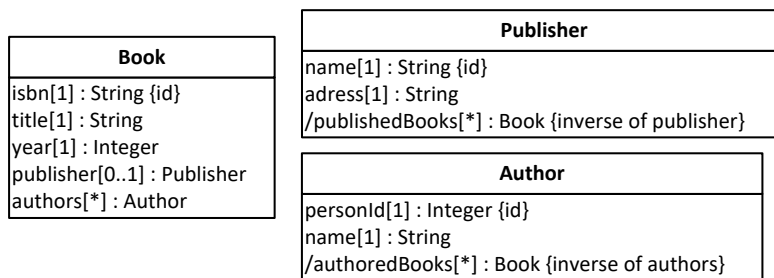 Book
isbn[1] : String {id}
title[1] : String
year[1] : Integer
publisher[0..1] : Publisher
authors[*] : Author
Publisher
name[1] : String {id}
adress[1] : String
/publishedBooks[*] : Book {inverse of publisher}
Author
personId[1] : Integer {id}
name[1] : String
/authoredBooks[*] : Book {inverse of authors}